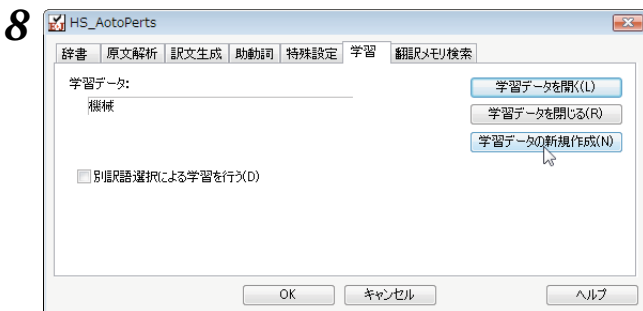 8
HS_AotoPerts
辞書 原文解析 訳文生成 助動詞 特殊設定 学習 翻訳メモリ検索
学習データ:
機械
学習データを開く(L)
学習データを閉じる(R)
学習データの新規作成(N)
別訳語選択による学習を行う(D)
OK キャンセル ヘルプ